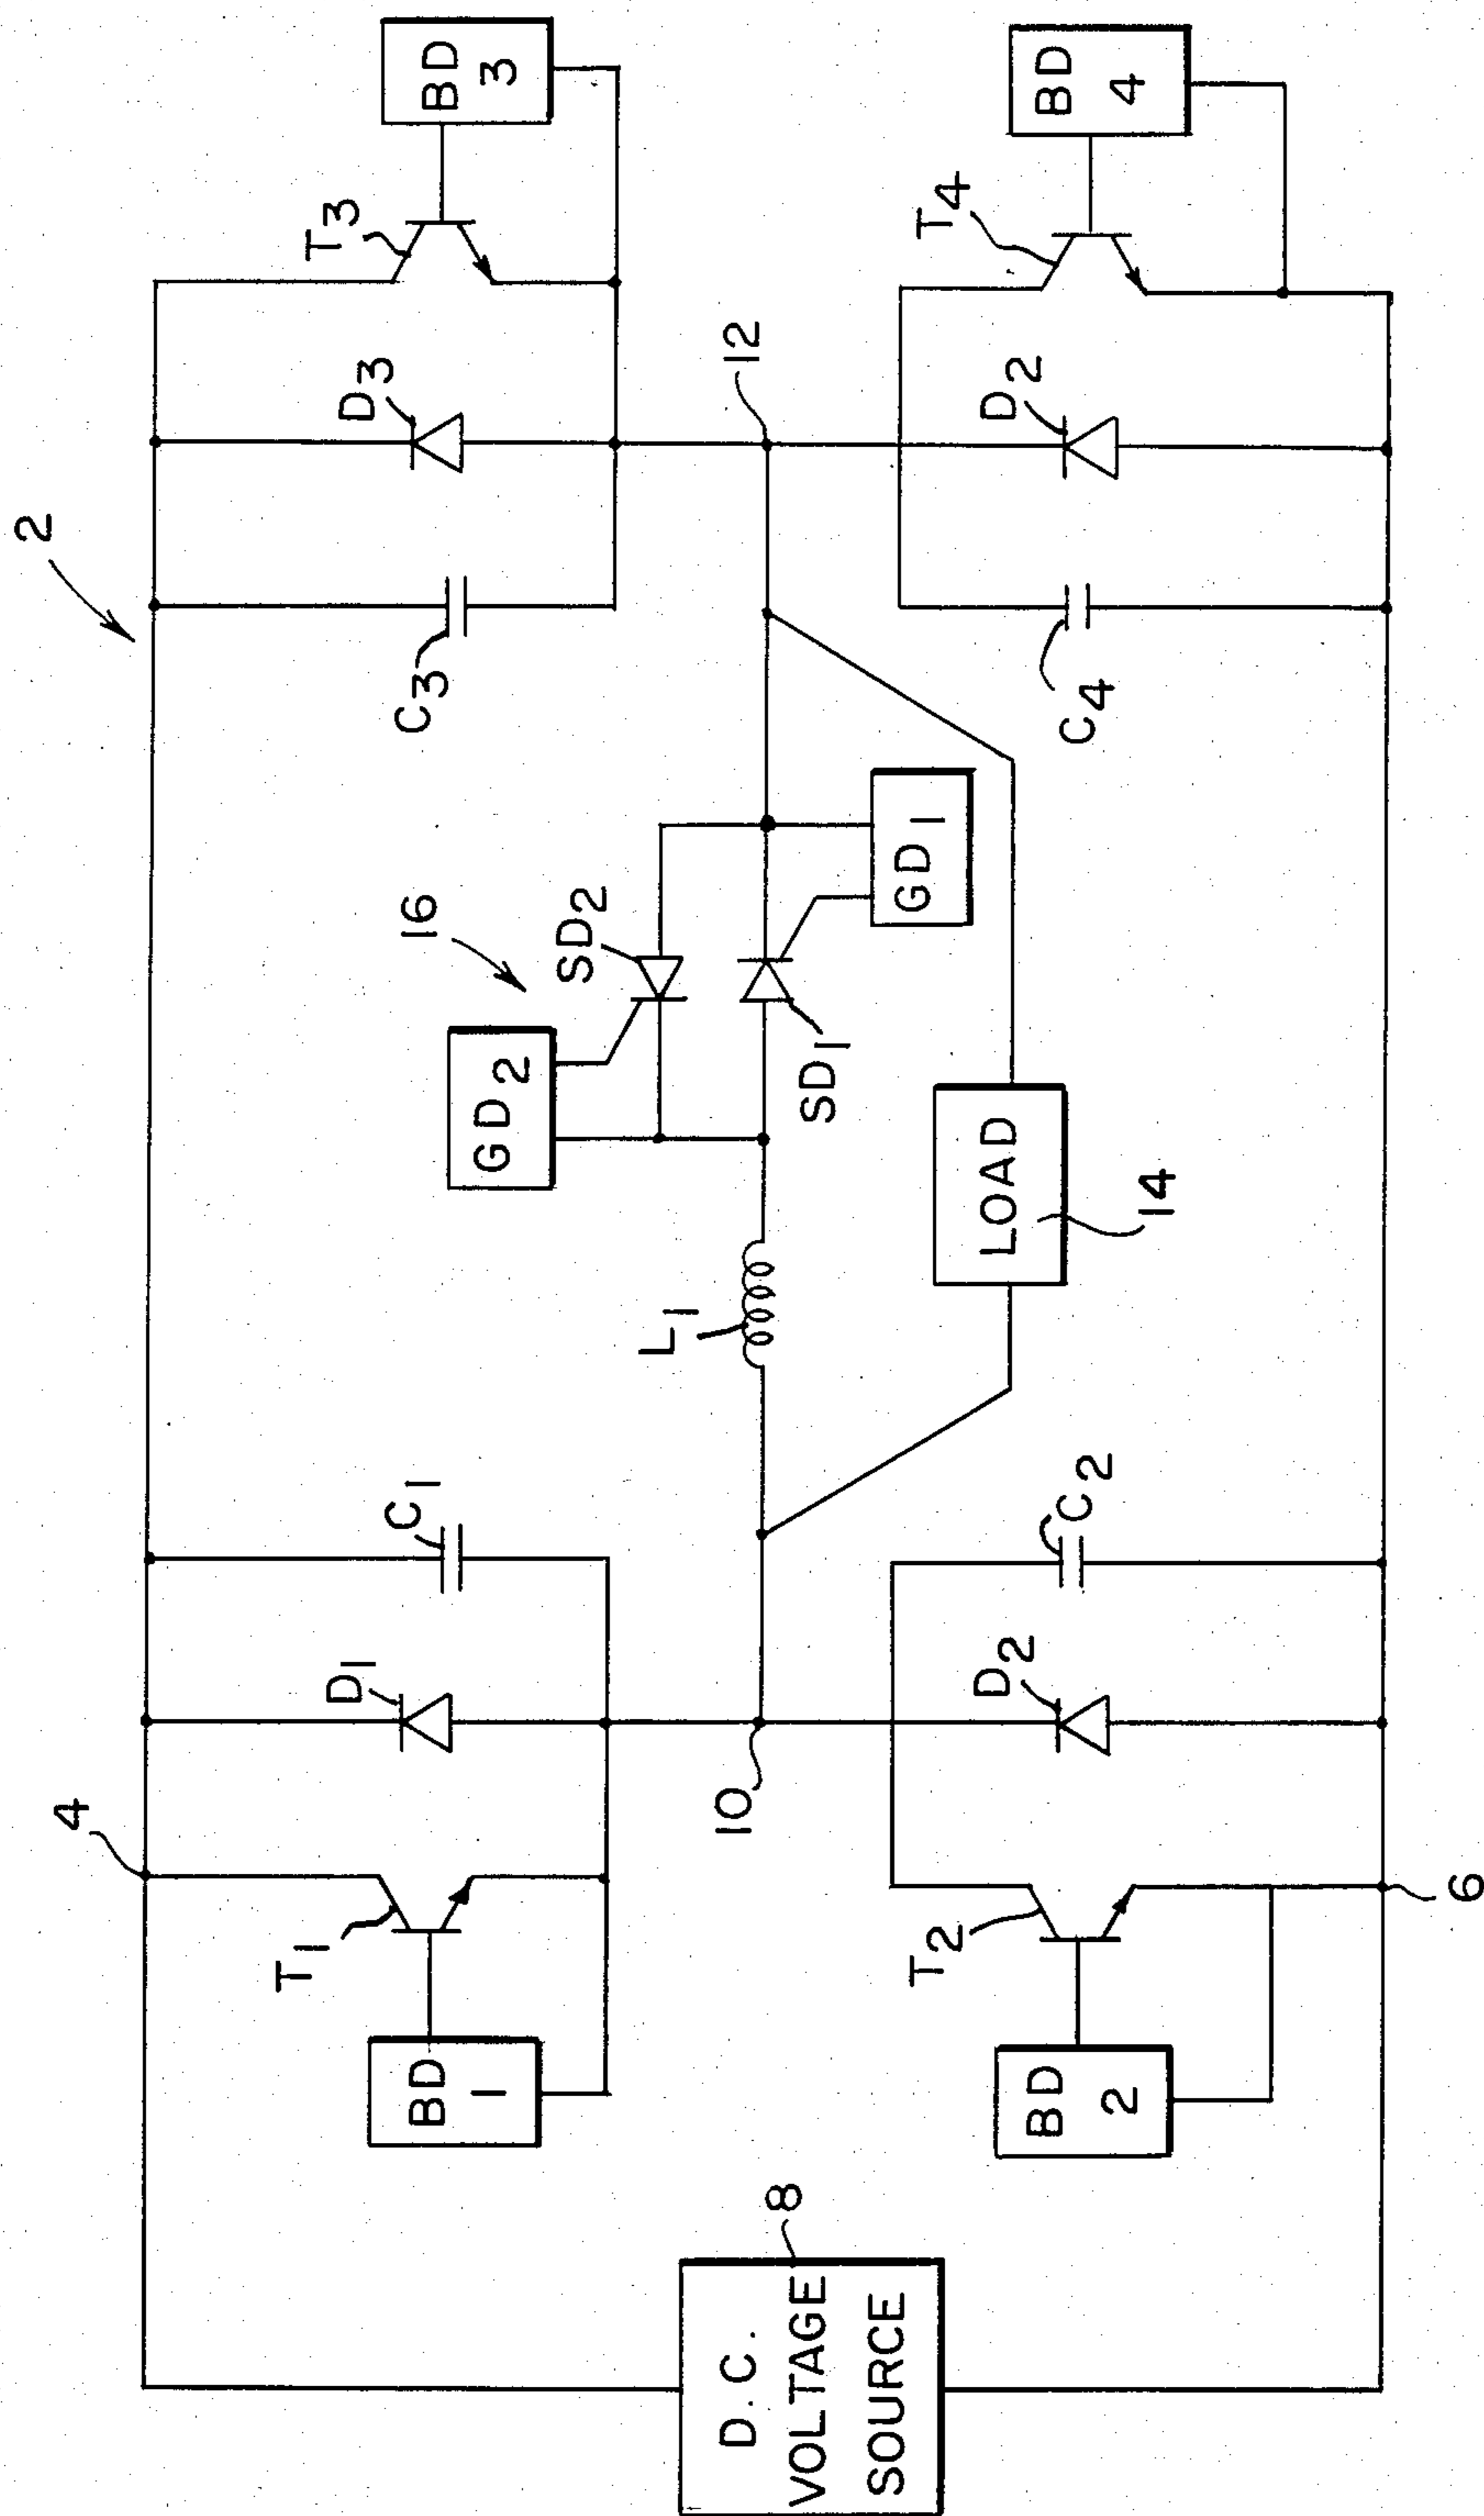 2
4
T1
BD
1
D1
C1
C3
D3
T3
BD
3
16
GD2
SD2
L1
SD1
GD1
10
12
LOAD
14
D.C.
VOLTAGE
SOURCE
8
T2
BD
2
D2
C2
C4
D2
T4
BD
4
6